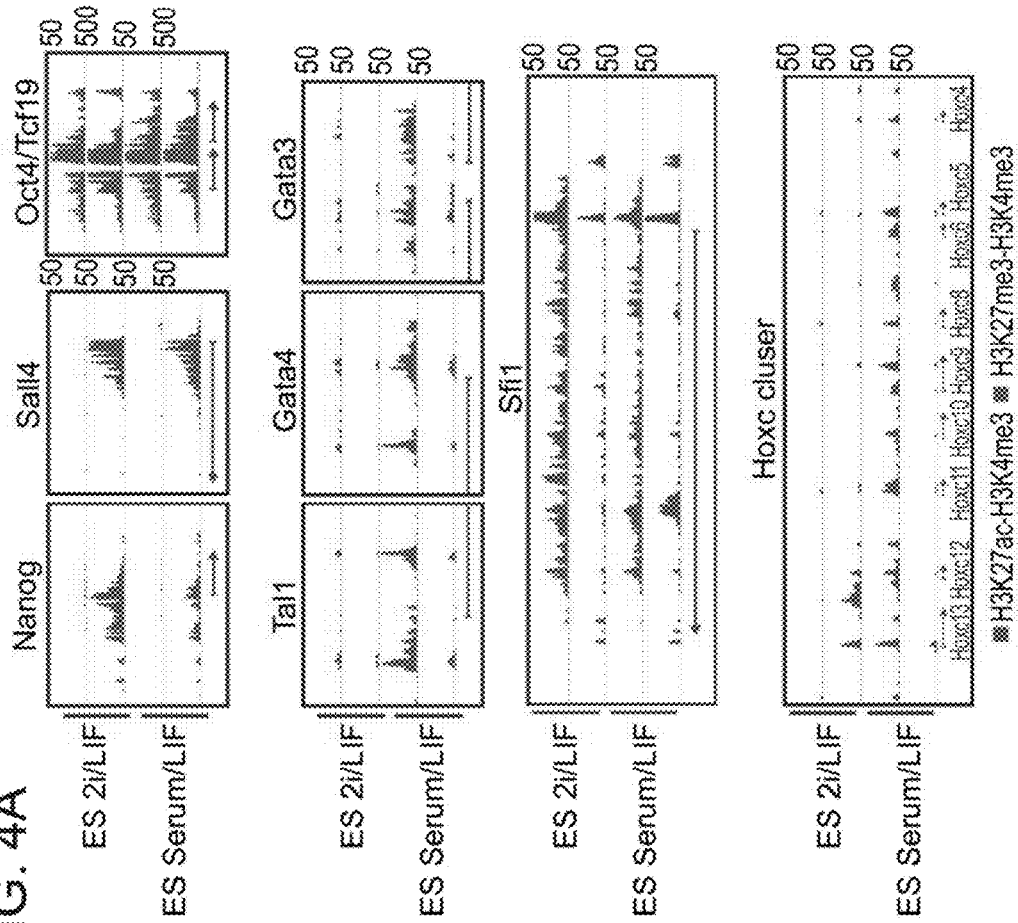 G. 4A
Nanog
Sall4
Oct4/Tcf19
50
50
50
50
50
500
50
500
ES 2i/LIF
ES Serum/LIF
Tal1
Gata4
Gata3
50
50
50
50
ES 2i/LIF
ES Serum/LIF
Sfi1
50
50
50
50
ES 2i/LIF
ES Serum/LIF
Hoxc cluser
50
50
50
50
ES 2i/LIF
ES Serum/LIF
Hoxc13 Hoxc12 Hoxc11 Hoxc10 Hoxc9 Hoxc8 Hoxc6 Hoxc5 Hoxc4
H3K27ac-H3K4me3 H3K27me3-H3K4me3